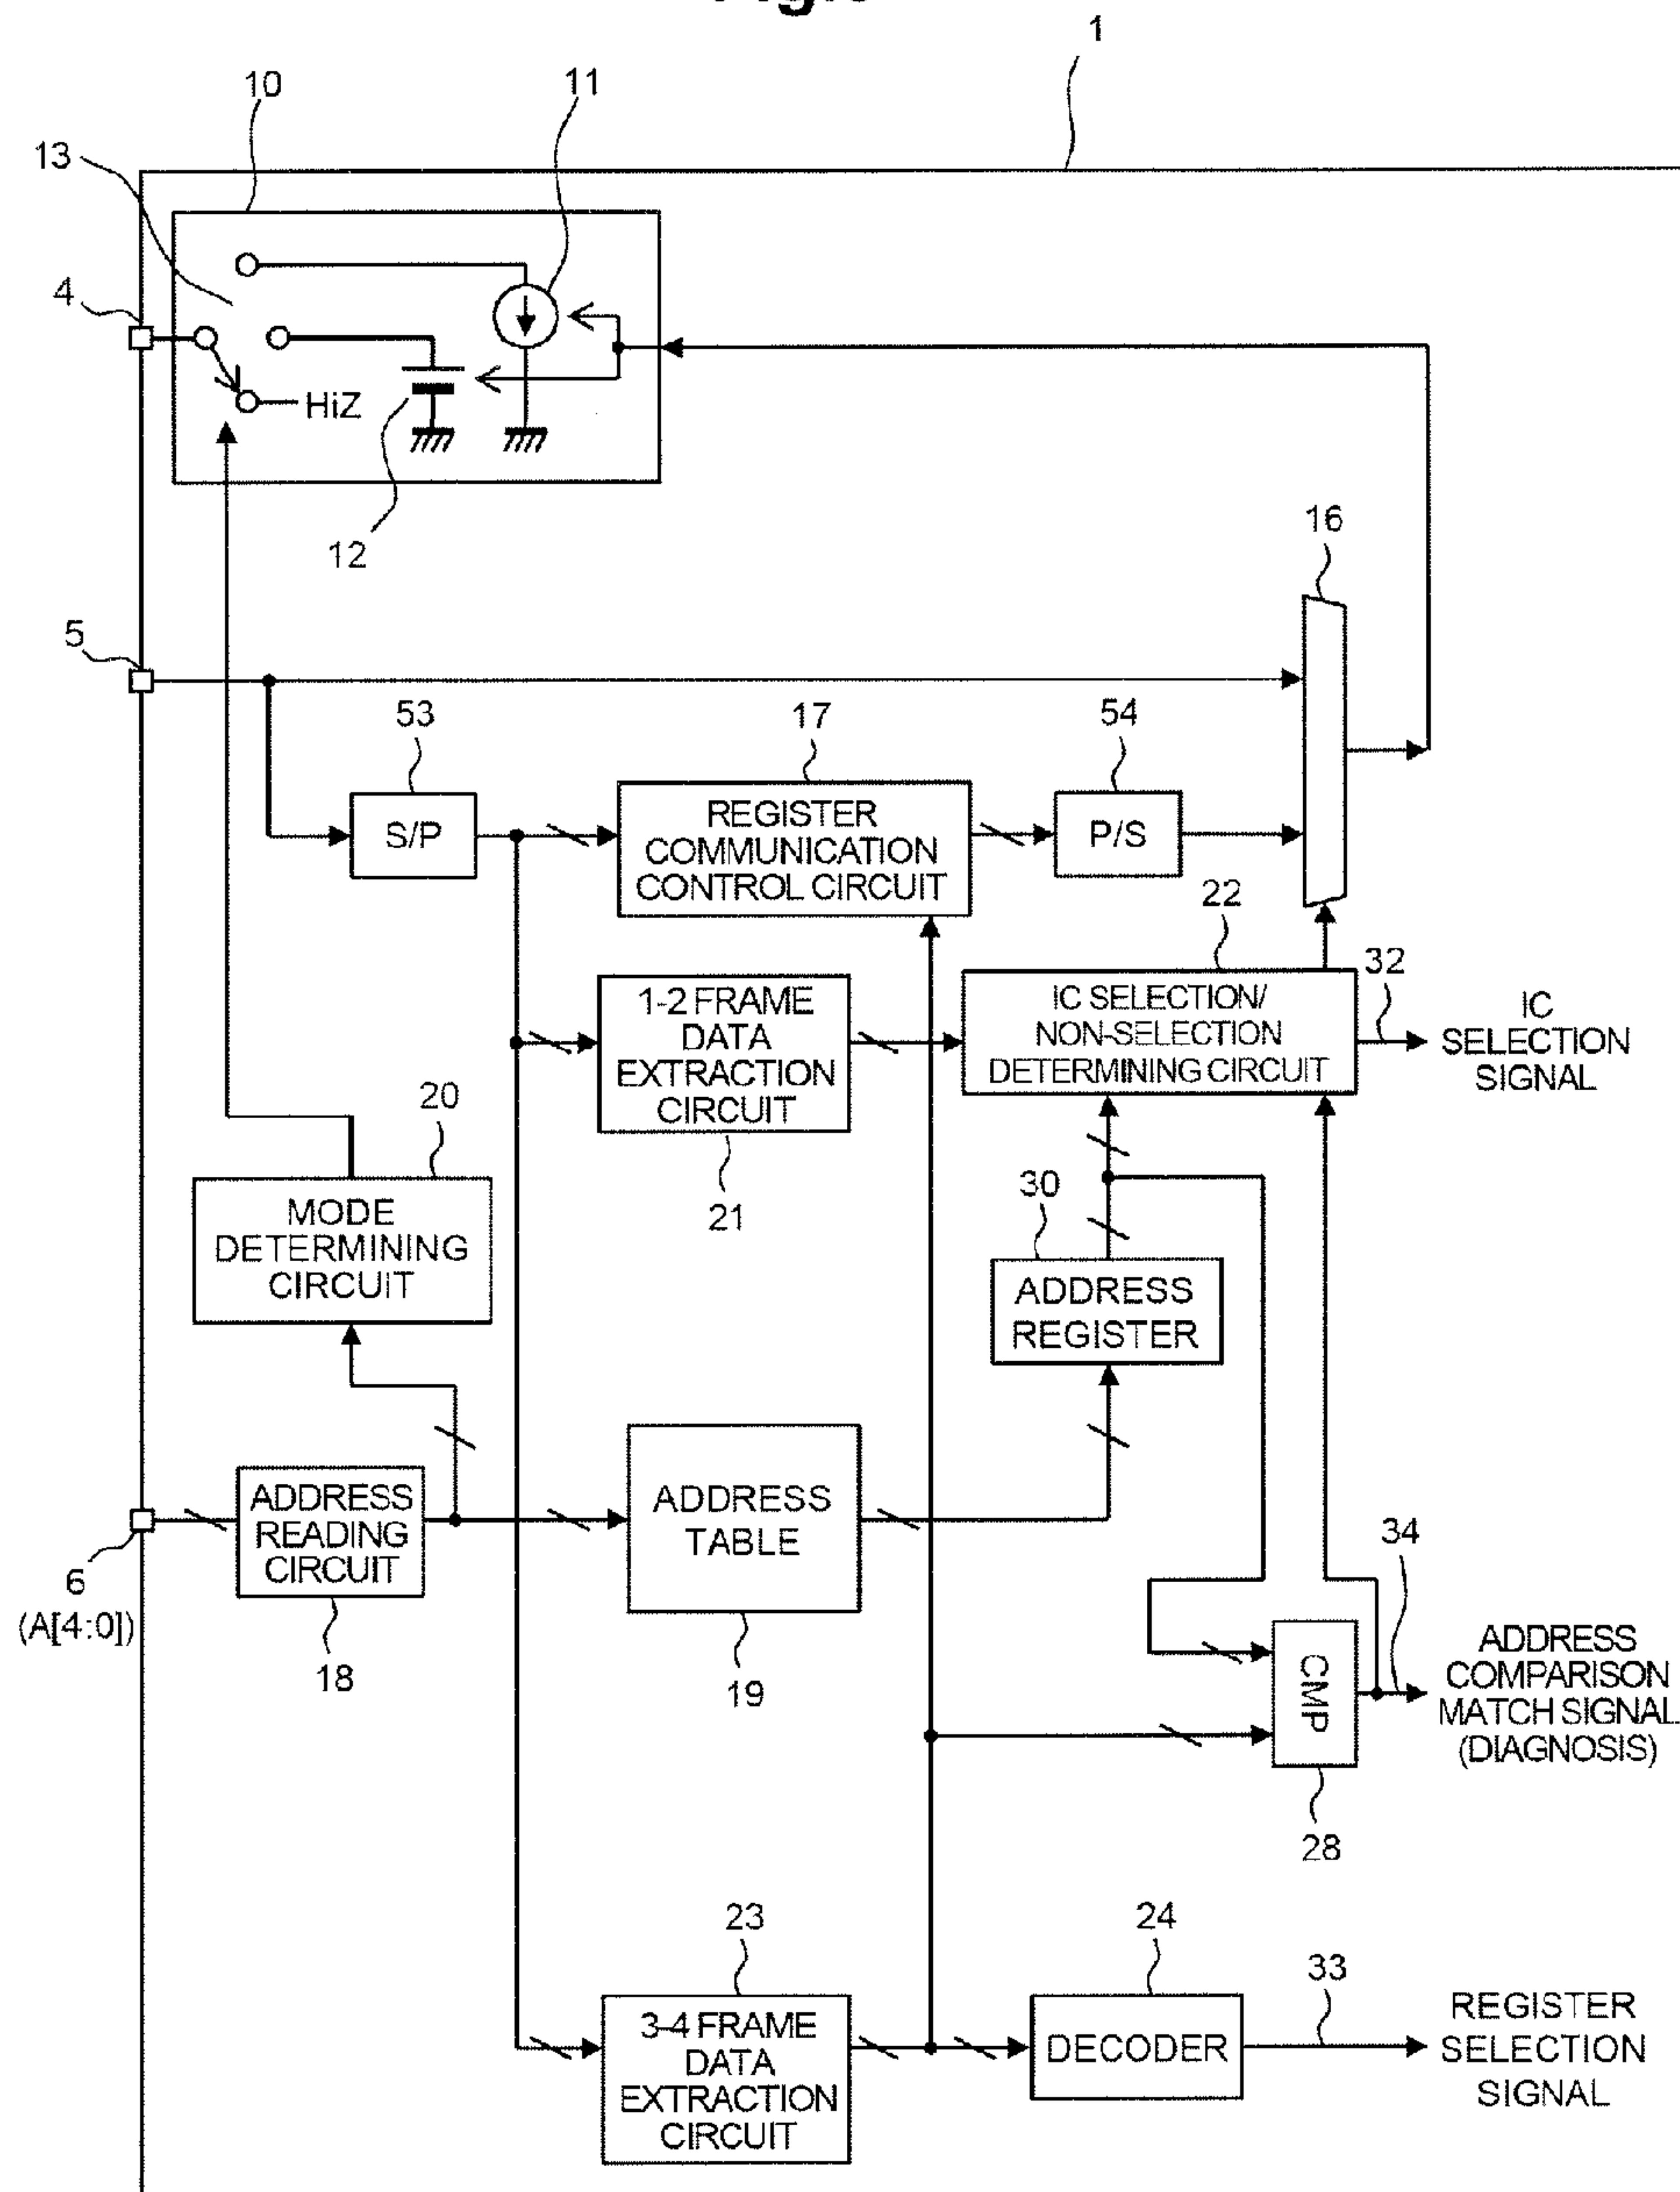 1
10
11
13
4
HiZ
12
16
5
53
17
54
S/P
REGISTER
COMMUNICATION
CONTROL CIRCUIT
P/S
22
1-2 FRAME
DATA
EXTRACTION
CIRCUIT
IC SELECTION/
NON-SELECTION
DETERMINING CIRCUIT
32
IC
SELECTION
SIGNAL
20
21
30
MODE
DETERMINING
CIRCUIT
ADDRESS
REGISTER
ADDRESS
READING
CIRCUIT
ADDRESS
TABLE
6
(A[4:0])
18
19
34
CMP
ADDRESS
COMPARISON
MATCH SIGNAL
(DIAGNOSIS)
28
23
24
33
3-4 FRAME
DATA
EXTRACTION
CIRCUIT
DECODER
REGISTER
SELECTION
SIGNAL